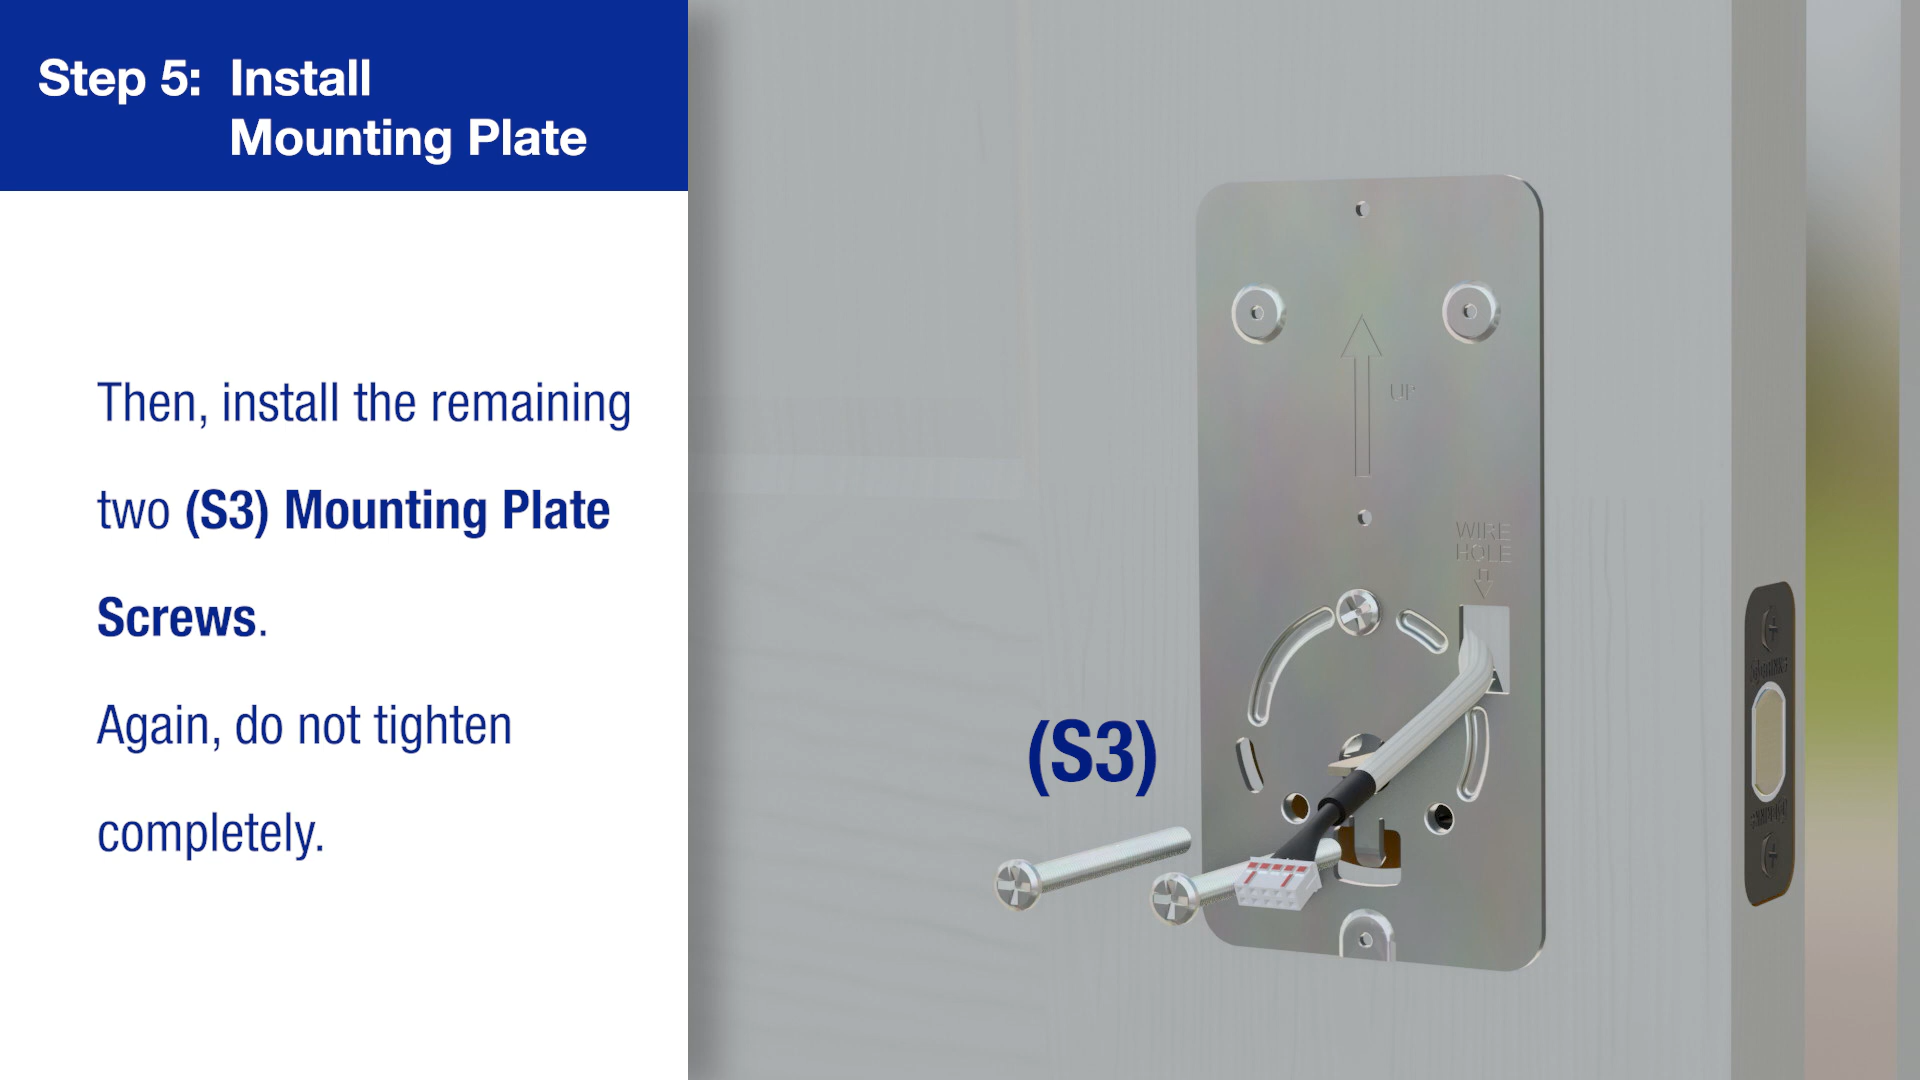 Step 5: Install
Mounting Plate
Then, install the remaining
two (S3) Mounting Plate
Screws.
Again, do not tighten
completely.
UP
WIRE
HOLE
(S3)